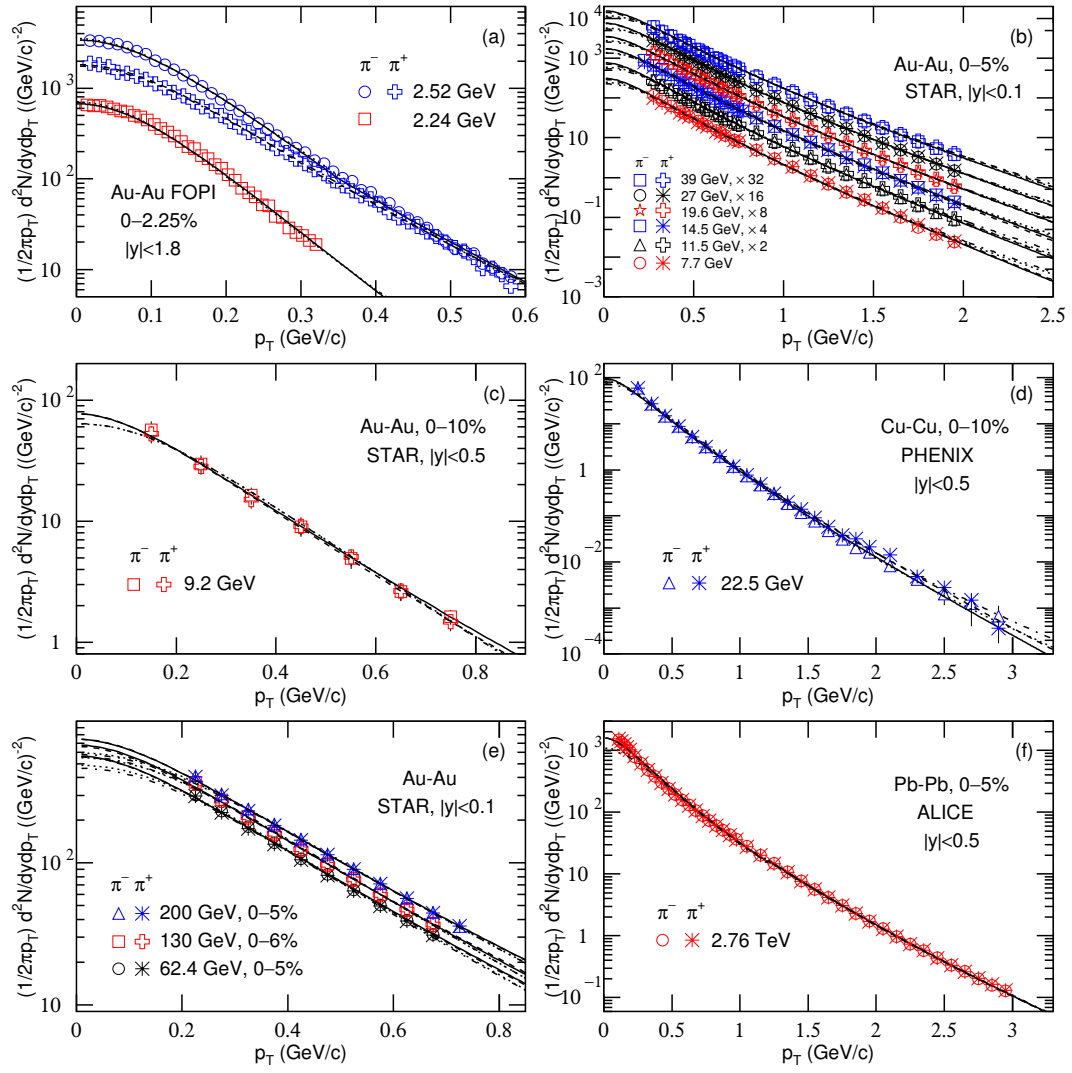 (a)
π⁻ π⁺
2.52 GeV
2.24 GeV
Au-Au FOPI
0–2.25%
|y|<1.8
10³
10²
10
0 0.1 0.2 0.3 0.4 0.5 0.6
p_T (GeV/c)
(1/2πp_T) d²N/dydp_T ((GeV/c)⁻²)
(b)
Au-Au, 0–5%
STAR, |y|<0.1
π⁻ π⁺
39 GeV, ×32
27 GeV, ×16
19.6 GeV, ×8
14.5 GeV, ×4
11.5 GeV, ×2
7.7 GeV
10⁴
10³
10
10⁻¹
10⁻³
10⁻³
0 0.5 1 1.5 2 2.5
p_T (GeV/c)
(1/2πp_T) d²N/dydp_T ((GeV/c)⁻²)
(c)
Au-Au, 0–10%
STAR, |y|<0.5
π⁻ π⁺
9.2 GeV
10²
10
1
0 0.2 0.4 0.6 0.8
p_T (GeV/c)
(1/2πp_T) d²N/dydp_T ((GeV/c)⁻²)
(d)
Cu-Cu, 0–10%
PHENIX
|y|<0.5
π⁻ π⁺
22.5 GeV
10²
1
10⁻²
10⁻⁴
10⁻⁴
0 0.5 1 1.5 2 2.5 3
p_T (GeV/c)
(1/2πp_T) d²N/dydp_T ((GeV/c)⁻²)
(e)
Au-Au
STAR, |y|<0.1
π⁻ π⁺
200 GeV, 0–5%
130 GeV, 0–6%
62.4 GeV, 0–5%
10²
10
0 0.2 0.4 0.6 0.8
p_T (GeV/c)
(1/2πp_T) d²N/dydp_T ((GeV/c)⁻²)
(f)
Pb-Pb, 0–5%
ALICE
|y|<0.5
π⁻ π⁺
2.76 TeV
10³
10²
10
1
10⁻¹
0 0.5 1 1.5 2 2.5 3
p_T (GeV/c)
(1/2πp_T) d²N/dydp_T ((GeV/c)⁻²)